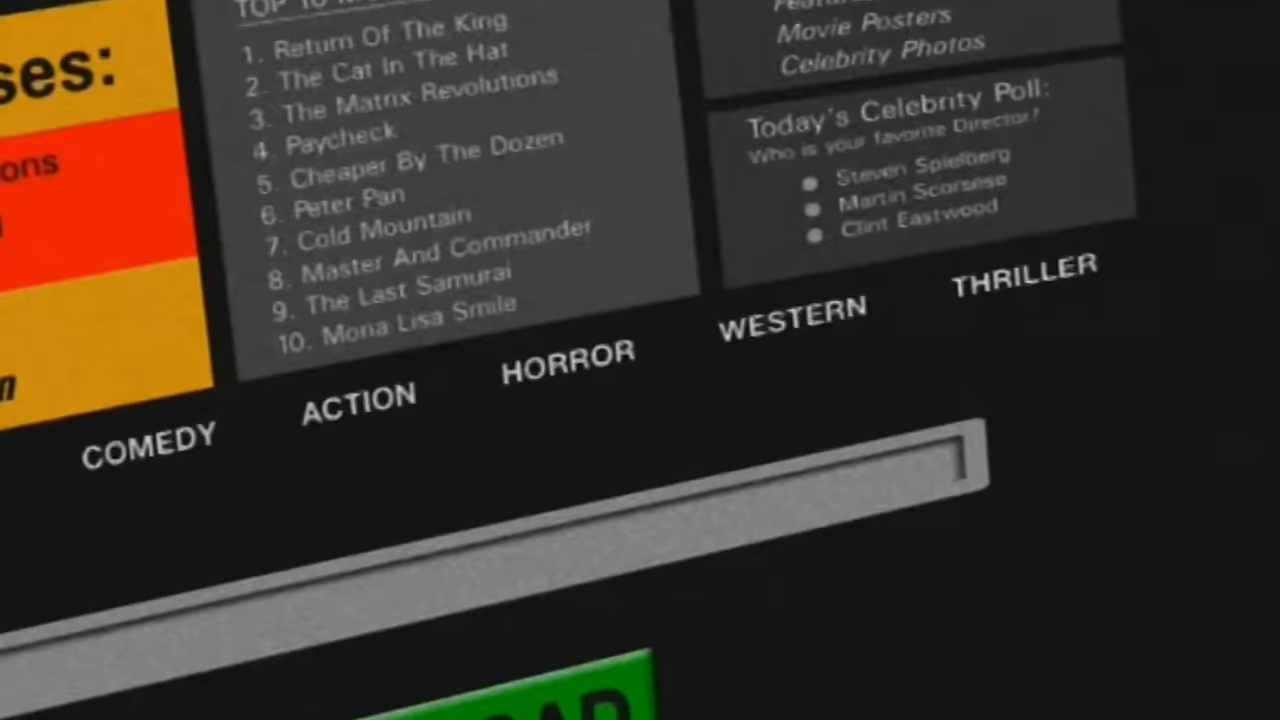 ses:
ons
TOP 10
1. Return Of The King
2. The Cat In The Hat
3. The Matrix Revolutions
4. Paycheck
5. Cheaper By The Dozen
6. Peter Pan
7. Cold Mountain
8. Master And Commander
9. The Last Samurai
10. Mona Lisa Smile
Movie Posters
Celebrity Photos
Today's Celebrity Poll:
Who is your favorite Director?
Steven Spielberg
Martin Scorsese
Clint Eastwood
COMEDY ACTION HORROR WESTERN THRILLER